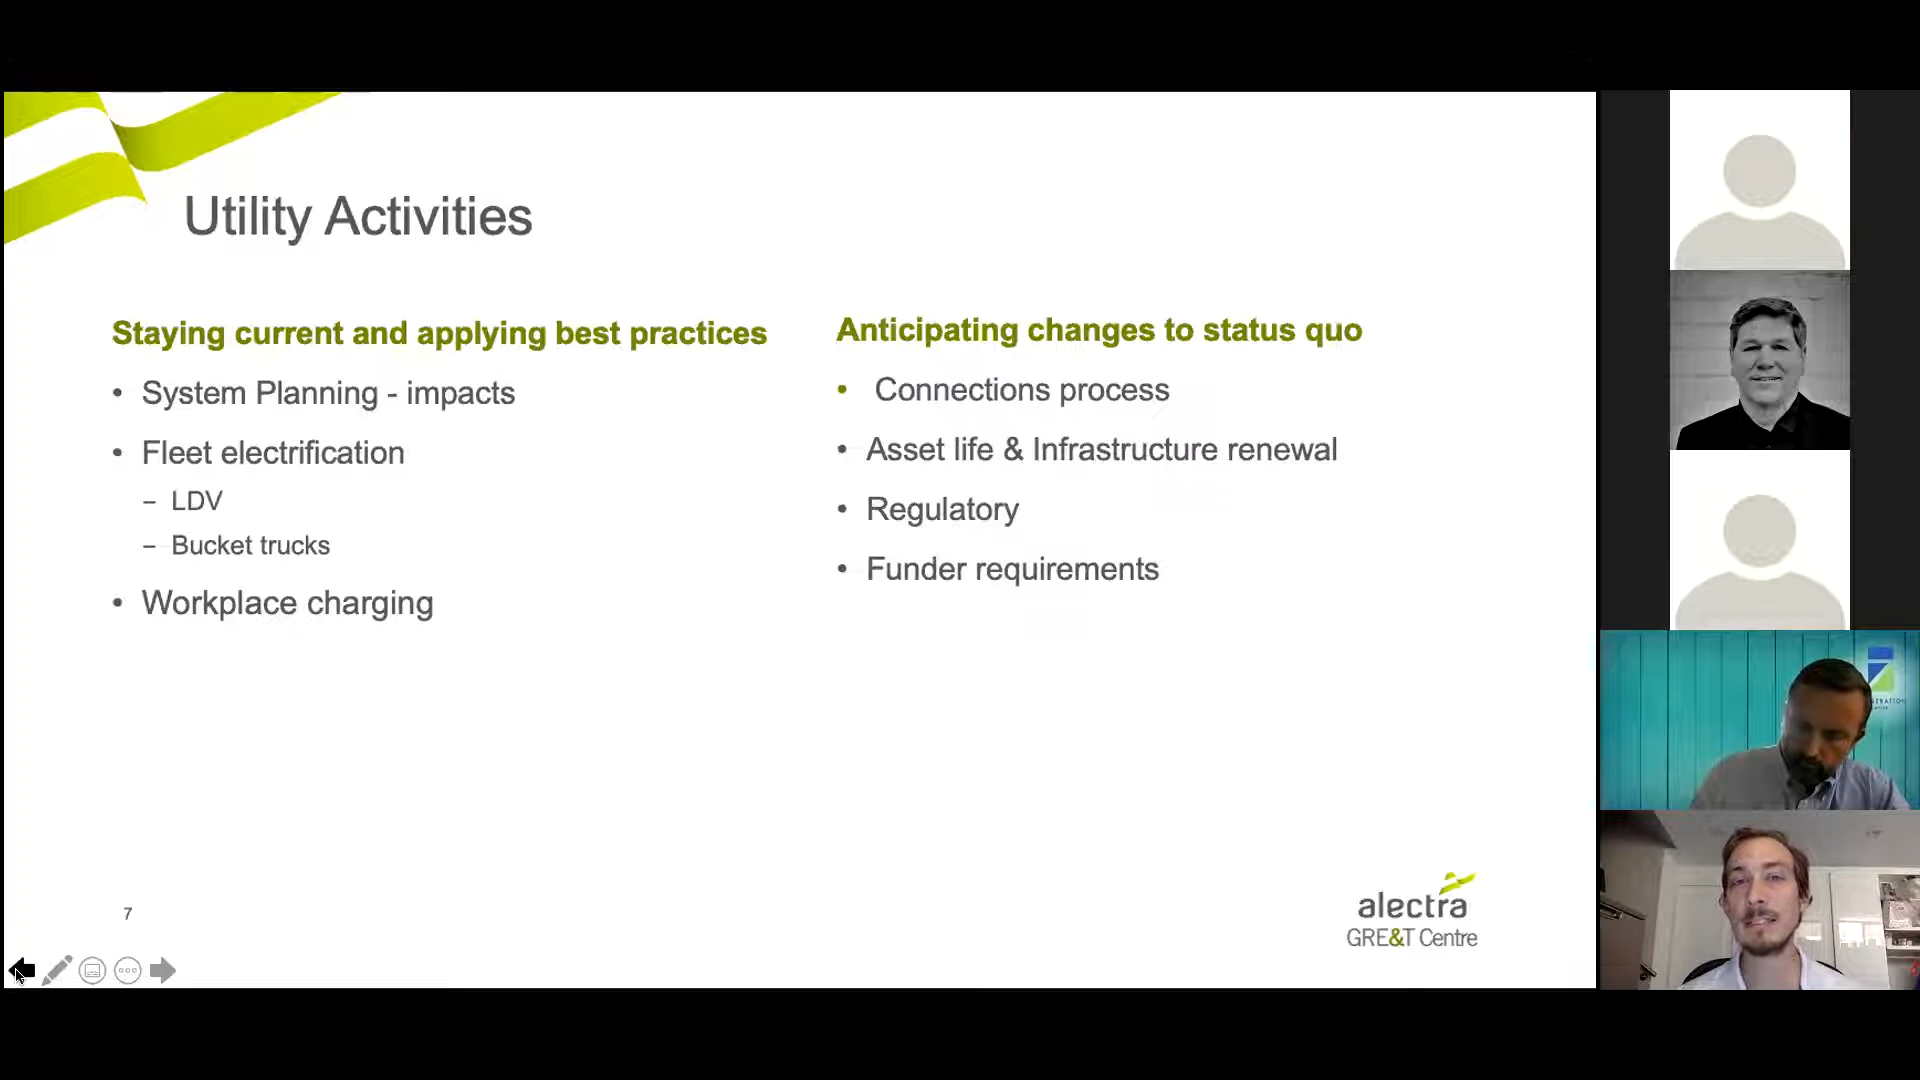 Utility Activities
Staying current and applying best practices
• System Planning - impacts
• Fleet electrification
– LDV
– Bucket trucks
• Workplace charging
Anticipating changes to status quo
• Connections process
• Asset life & Infrastructure renewal
• Regulatory
• Funder requirements
7
alectra
GRE&T Centre